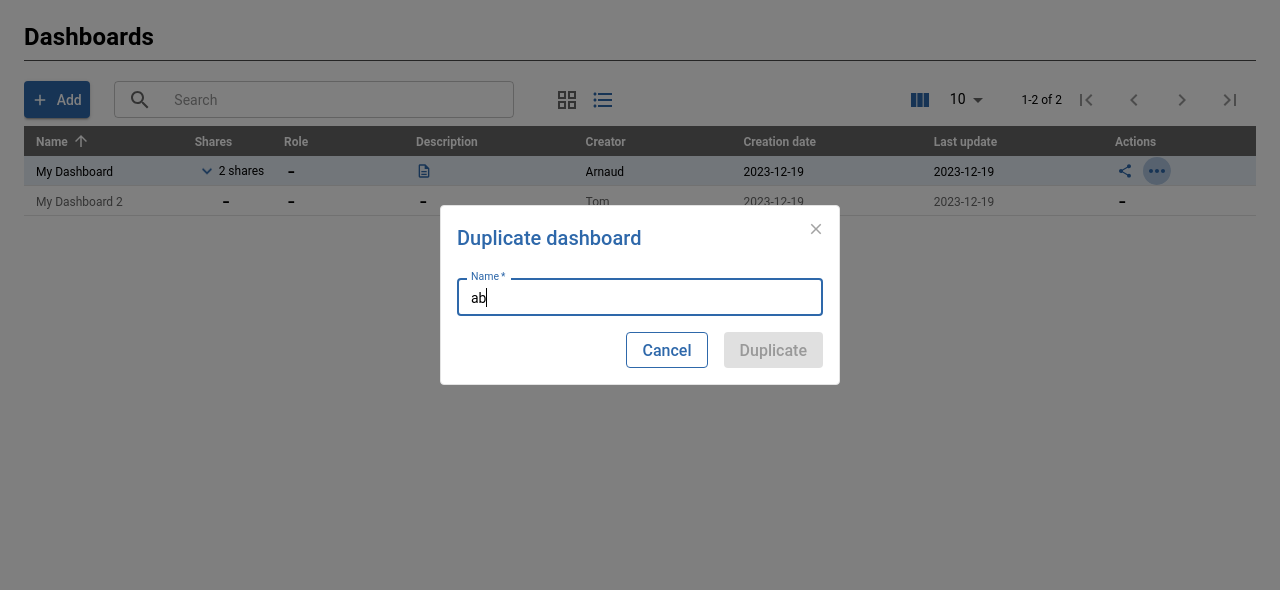 Dashboards
Add
Search
10
1-2 of 2
Name Shares Role Description Creator Creation date Last update Actions
My Dashboard 2 shares - Arnaud 2023-12-19 2023-12-19
My Dashboard 2 - - - Tom 2023-12-19 2023-12-19 -
Duplicate dashboard
Name *
ab
Cancel Duplicate